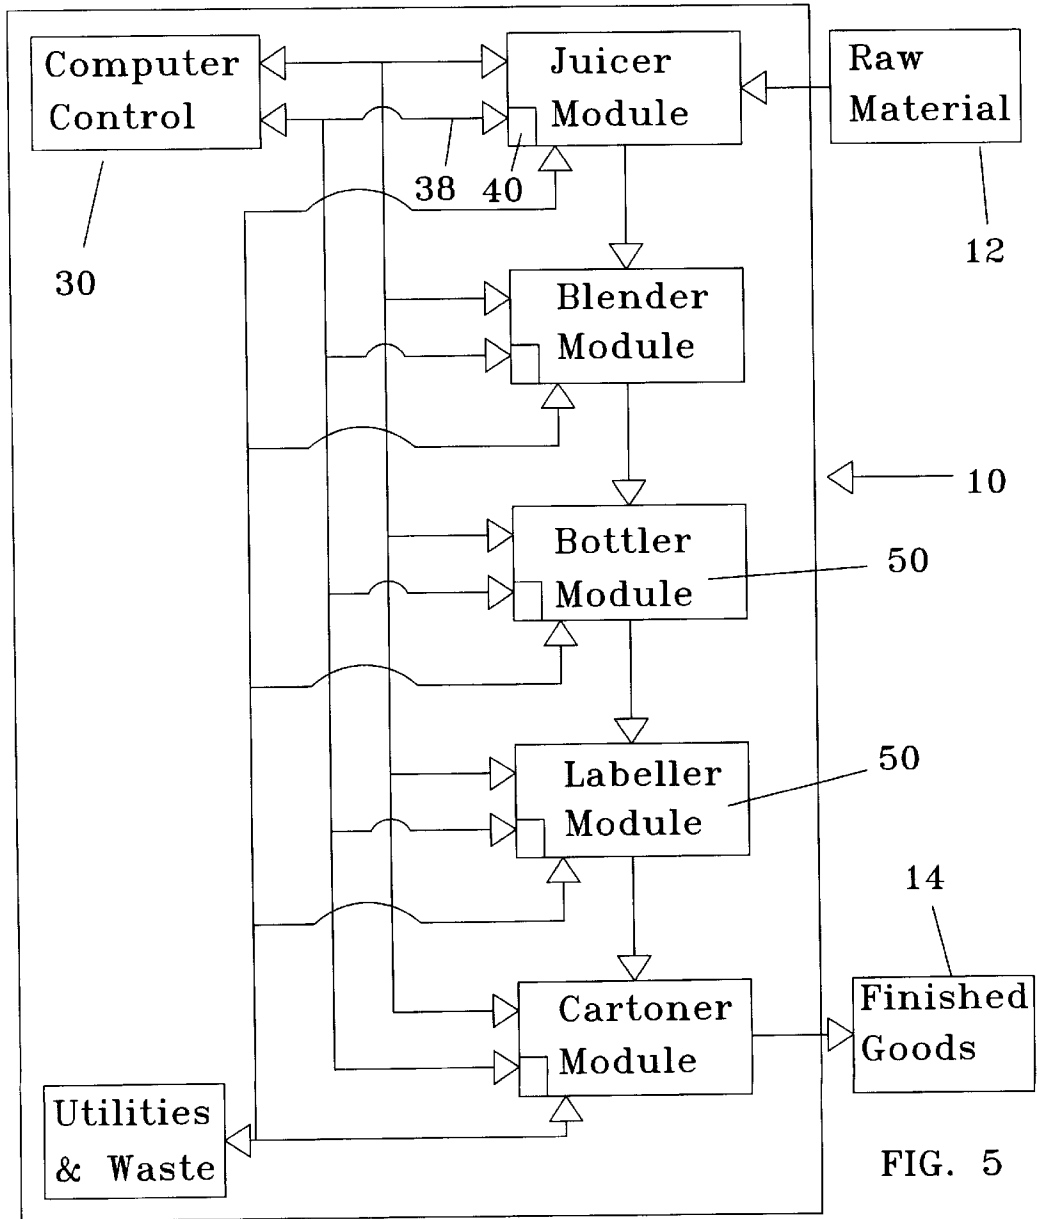 Computer
Control
Juicer
Module
Raw
Material
38
40
30
12
Blender
Module
10
Bottler
Module
50
Labeller
Module
50
14
Cartoner
Module
Finished
Goods
Utilities
& Waste
FIG. 5